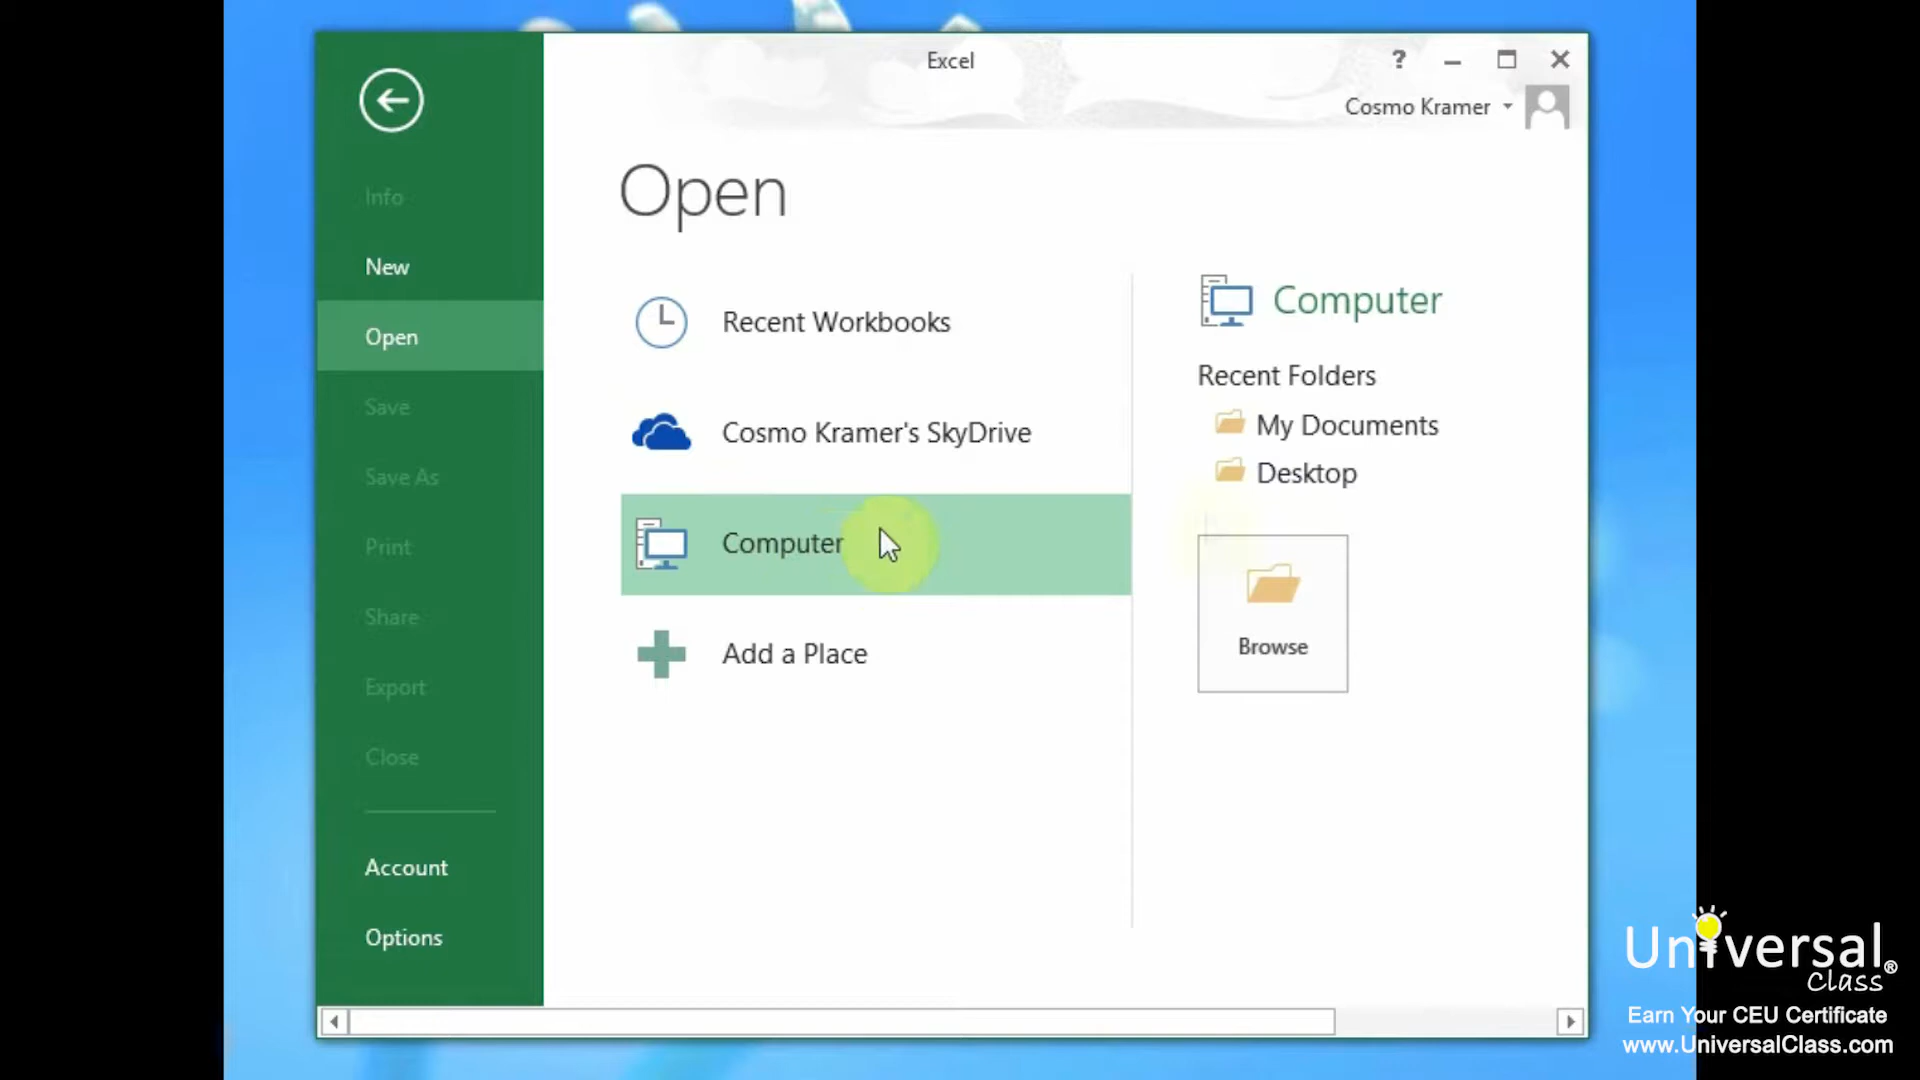 Excel
?
Cosmo Kramer
Info
New
Open
Save
Save As
Print
Share
Export
Close
Account
Options
Open
Recent Workbooks
Cosmo Kramer's SkyDrive
Computer
Add a Place
Computer
Recent Folders
My Documents
Desktop
Browse
Universal®
Class
Earn Your CEU Certificate
www.UniversalClass.com